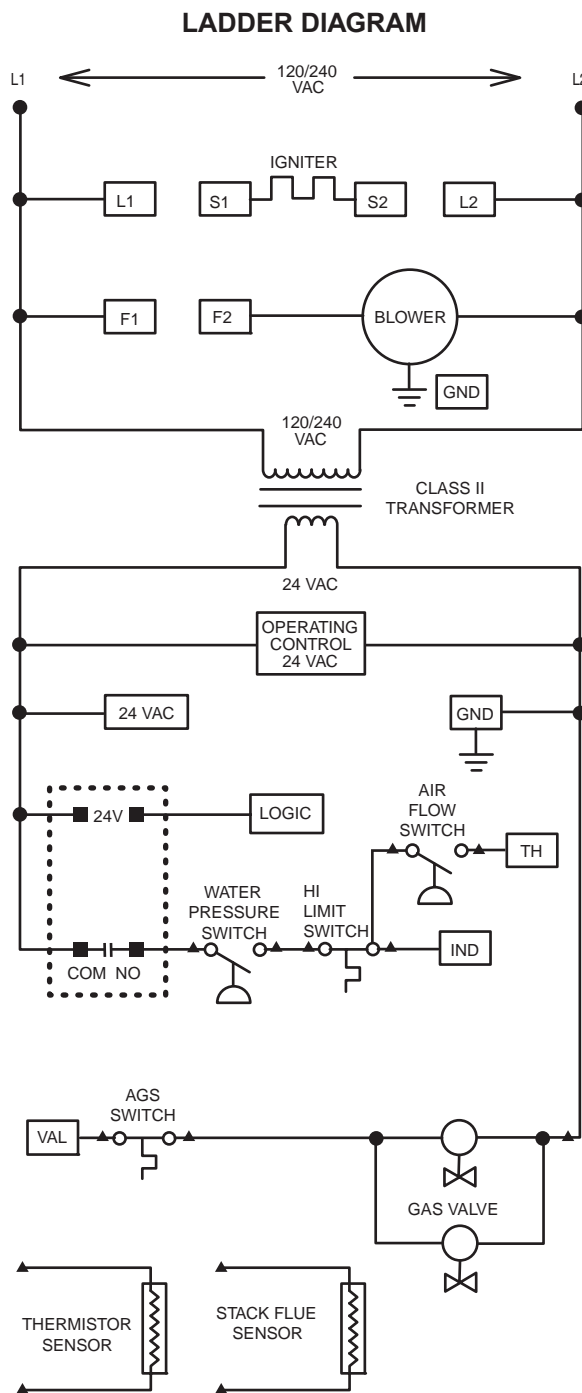 LADDER DIAGRAM
L1
120/240
VAC
L2
IGNITER
L1
S1
S2
L2
F1
F2
BLOWER
GND
120/240
VAC
CLASS II
TRANSFORMER
24 VAC
OPERATING
CONTROL
24 VAC
24 VAC
GND
24V
LOGIC
AIR
FLOW
SWITCH
TH
WATER
PRESSURE
SWITCH
HI
LIMIT
SWITCH
COM NO
IND
AGS
SWITCH
VAL
GAS VALVE
THERMISTOR
SENSOR
STACK FLUE
SENSOR